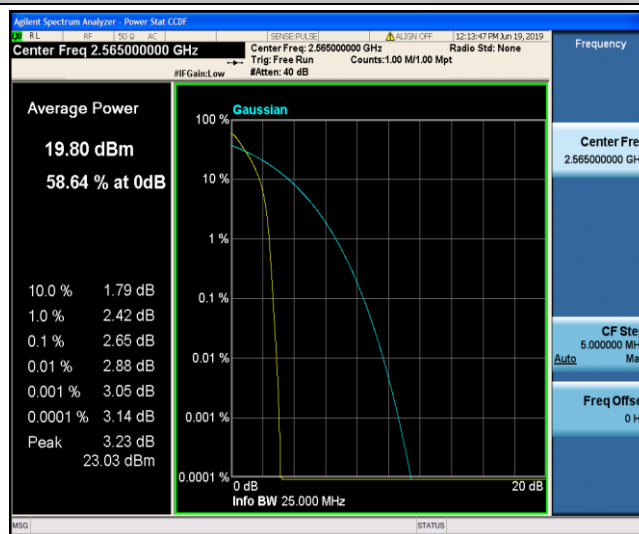 Agilent Spectrum Analyzer - Power Stat CCDF
RL RF 50 Ω AC SENSE:PULSE ALIGN OFF 12:13:47 PM Jun 19, 2019
Center Freq 2.565000000 GHz
Center Freq: 2.565000000 GHz Radio Std: None
Trig: Free Run Counts:1.00 M/1.00 Mpt
#IFGain:Low #Atten: 40 dB
Frequency
Average Power
19.80 dBm
58.64 % at 0dB
10.0 % 1.79 dB
1.0 % 2.42 dB
0.1 % 2.65 dB
0.01 % 2.88 dB
0.001 % 3.05 dB
0.0001 % 3.14 dB
Peak 3.23 dB
23.03 dBm
Gaussian
100 %
10 %
1 %
0.1 %
0.01 %
0.001 %
0.0001 %
0 dB 20 dB
Info BW 25.000 MHz
Center Fre
2.565000000 GH
CF Ste
5.000000 MH
Auto Ma
Freq Offse
0 H
MSG STATUS